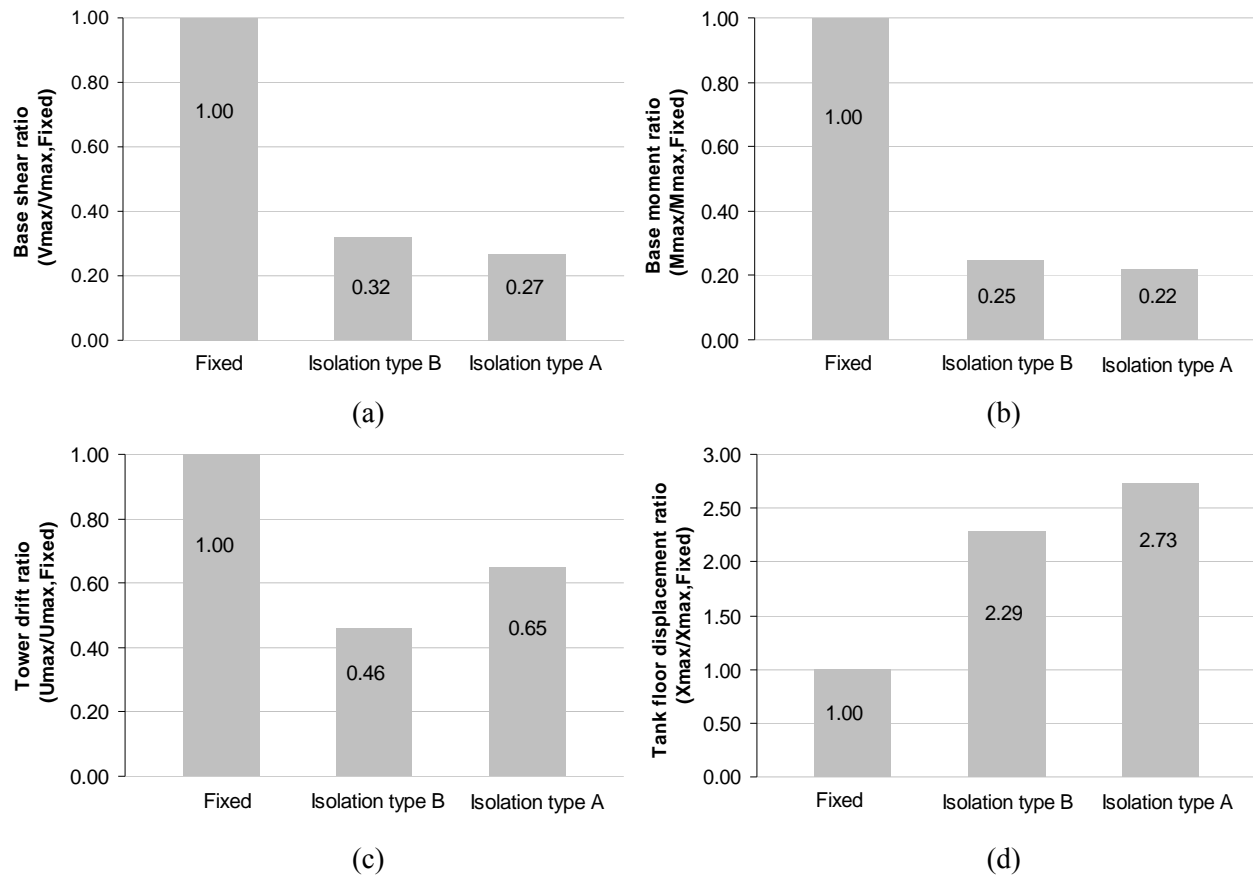 Base shear ratio
(Vmax/Vmax,Fixed)
1.00
0.80
0.60
0.40
0.20
0.00
1.00
0.32
0.27
Fixed
Isolation type B
Isolation type A
(a)
Base moment ratio
(Mmax/Mmax,Fixed)
1.00
0.80
0.60
0.40
0.20
0.00
1.00
0.25
0.22
Fixed
Isolation type B
Isolation type A
(b)
Tower drift ratio
(Umax/Umax,Fixed)
1.00
0.80
0.60
0.40
0.20
0.00
1.00
0.46
0.65
Fixed
Isolation type B
Isolation type A
(c)
Tank floor displacement ratio
(Xmax/Xmax,Fixed)
3.00
2.50
2.00
1.50
1.00
0.50
0.00
1.00
2.29
2.73
Fixed
Isolation type B
Isolation type A
(d)